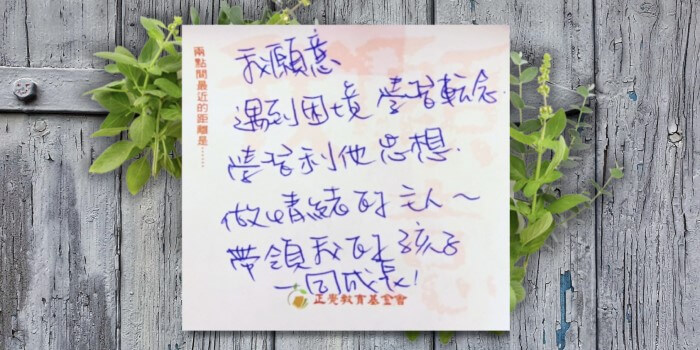 兩點間最近的距離是……
我願意
遇到困境 學習轉念.
學習利他思想.
做情緒的主人~
帶領我的孩子
一同成長!
正覺教育基金會